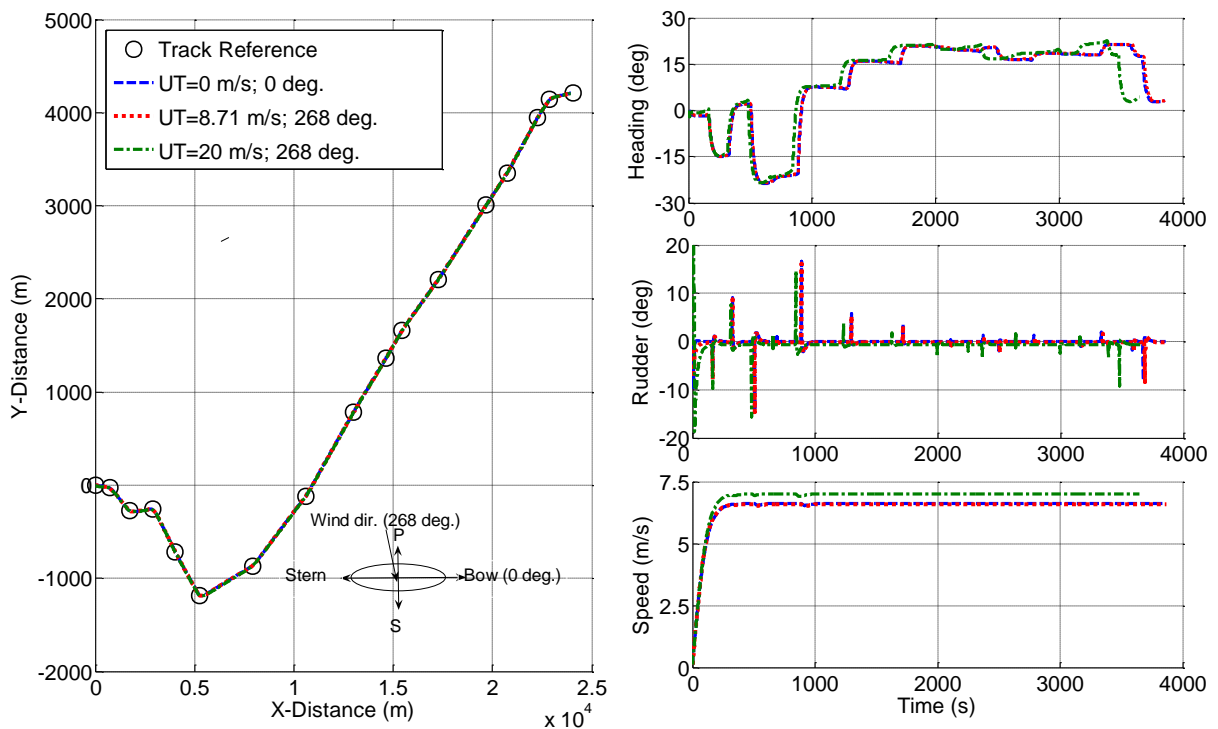 5000
4000
3000
2000
1000
0
-1000
-2000
Y-Distance (m)
Track Reference
UT=0 m/s; 0 deg.
UT=8.71 m/s; 268 deg.
UT=20 m/s; 268 deg.
Wind dir. (268 deg.)
P
Stern
Bow (0 deg.)
S
0 0.5 1 1.5 2 2.5
X-Distance (m)
x 10^4
30
15
0
-15
-30
Heading (deg)
0 1000 2000 3000 4000
20
10
0
-10
-20
Rudder (deg)
0 1000 2000 3000 4000
7.5
6
3
0
Speed (m/s)
0 1000 2000 3000 4000
Time (s)